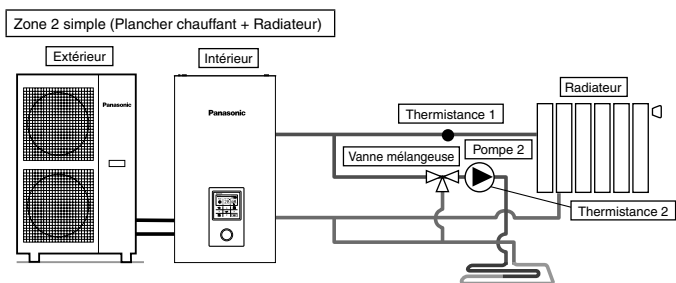 Zone 2 simple (Plancher chauffant + Radiateur)
Extérieur
Intérieur
Panasonic
Panasonic
Radiateur
Thermistance 1
Vanne mélangeuse
Pompe 2
Thermistance 2